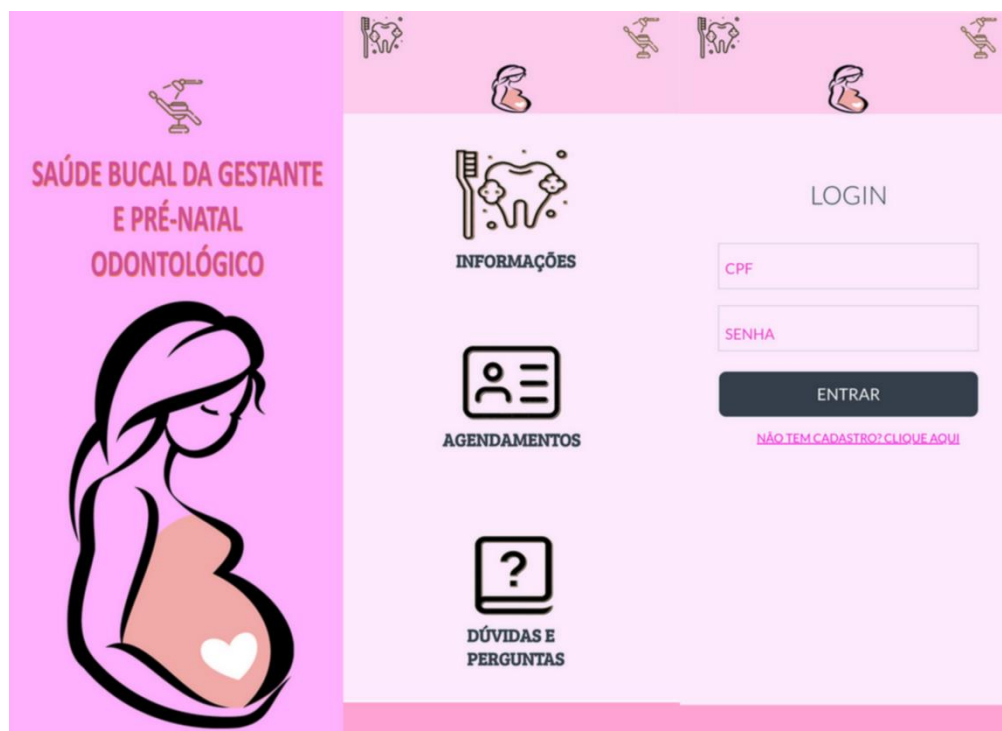 SAÚDE BUCAL DA GESTANTE
E PRÉ-NATAL
ODONTOLÓGICO
INFORMAÇÕES
AGENDAMENTOS
?
DÚVIDAS E
PERGUNTAS
LOGIN
CPF
SENHA
ENTRAR
NÃO TEM CADASTRO? CLIQUE AQUI